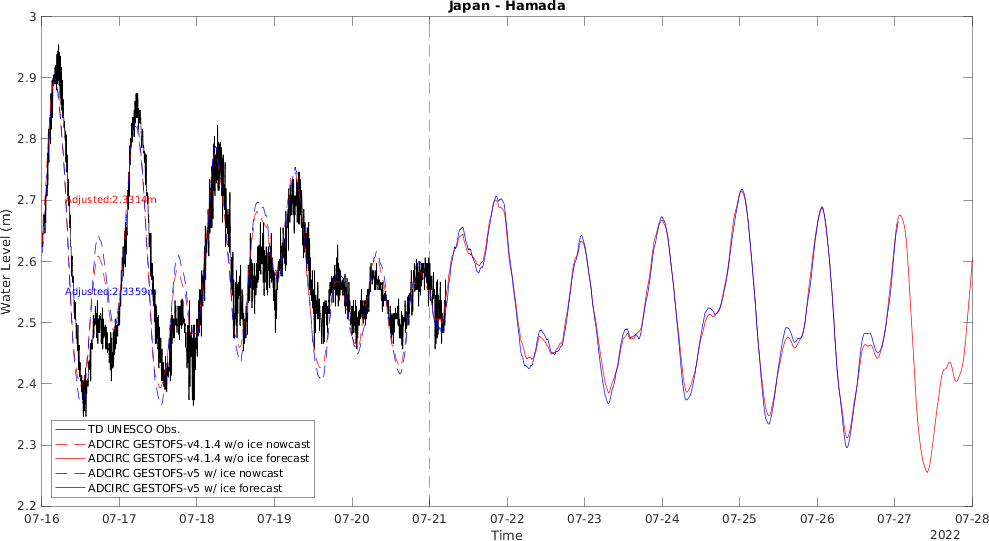 Japan - Hamada
Water Level (m)
3
2.9
2.8
2.7
2.6
2.5
2.4
2.3
2.2
Adjusted:2.3314m
Adjusted:2.3359m
TD UNESCO Obs.
ADCIRC GESTOFS-v4.1.4 w/o ice nowcast
ADCIRC GESTOFS-v4.1.4 w/o ice forecast
ADCIRC GESTOFS-v5 w/ ice nowcast
ADCIRC GESTOFS-v5 w/ ice forecast
07-16 07-17 07-18 07-19 07-20 07-21 07-22 07-23 07-24 07-25 07-26 07-27 07-28
Time
2022